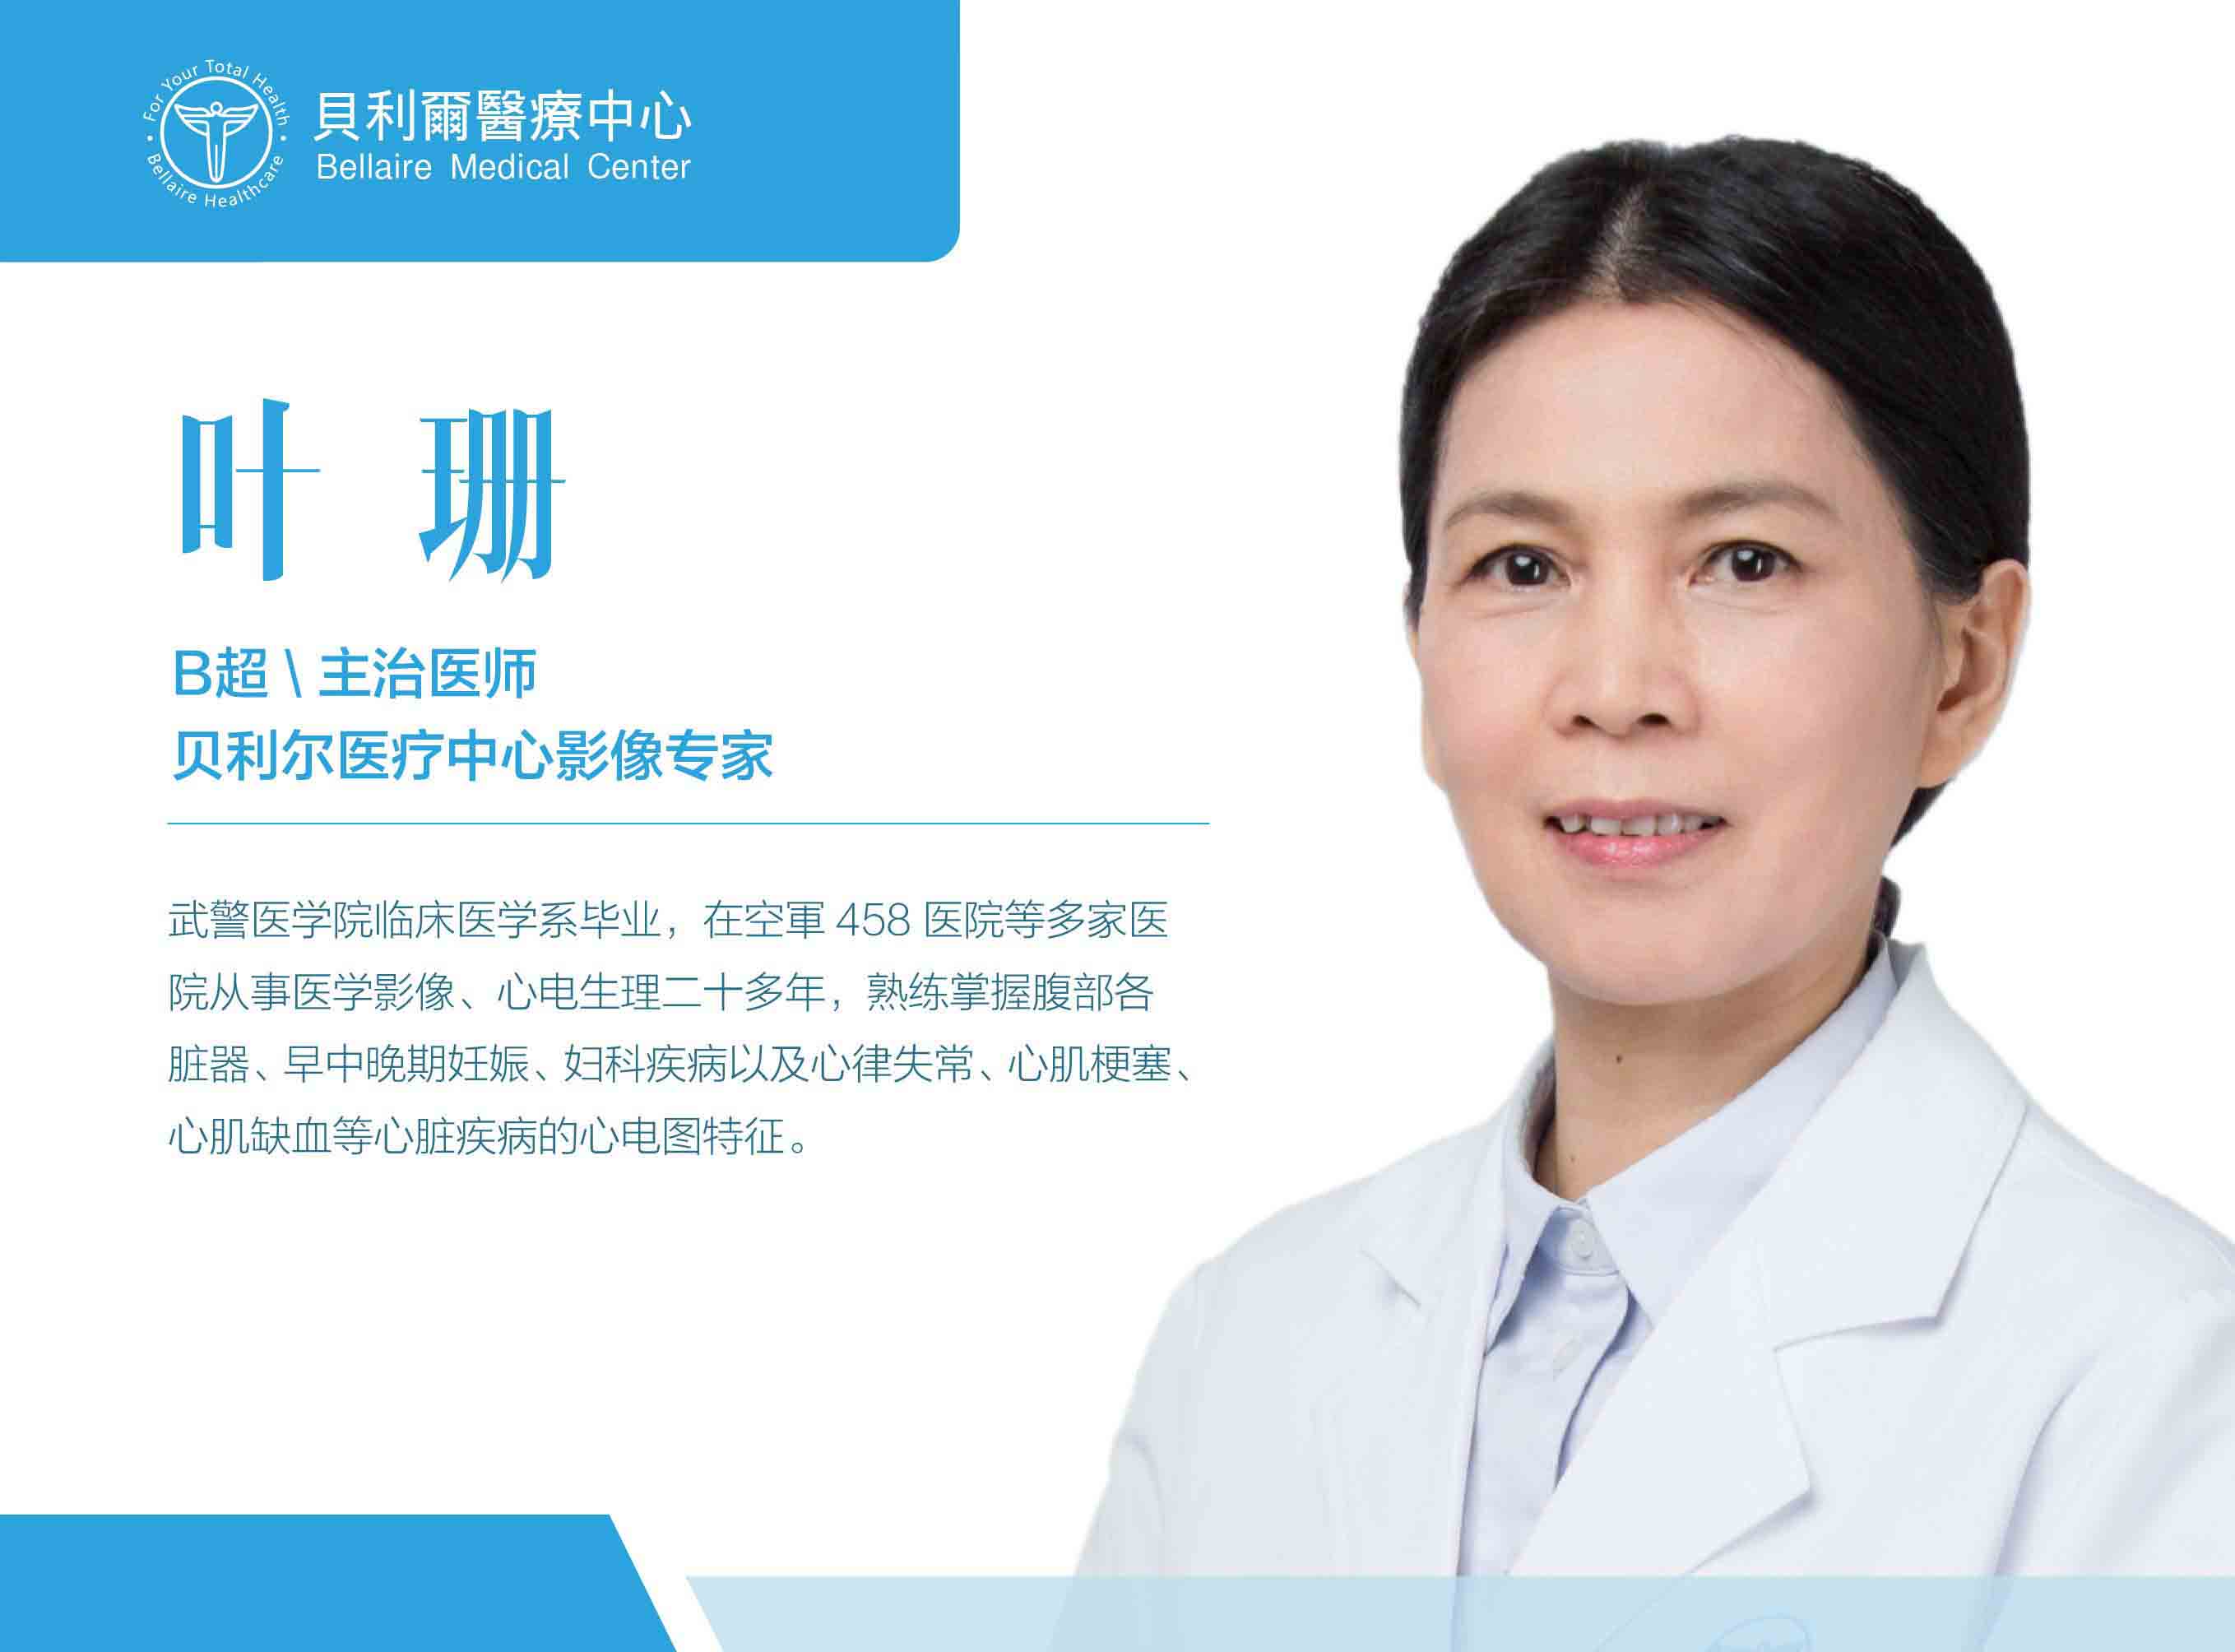 For Your Total Health
Bellaire Healthcare
貝利爾醫療中心
Bellaire Medical Center
叶 珊
B超 \ 主治医师
贝利尔医疗中心影像专家
武警医学院临床医学系毕业，在空軍 458 医院等多家医
院从事医学影像、心电生理二十多年，熟练掌握腹部各
脏器、早中晚期妊娠、妇科疾病以及心律失常、心肌梗塞、
心肌缺血等心脏疾病的心电图特征。